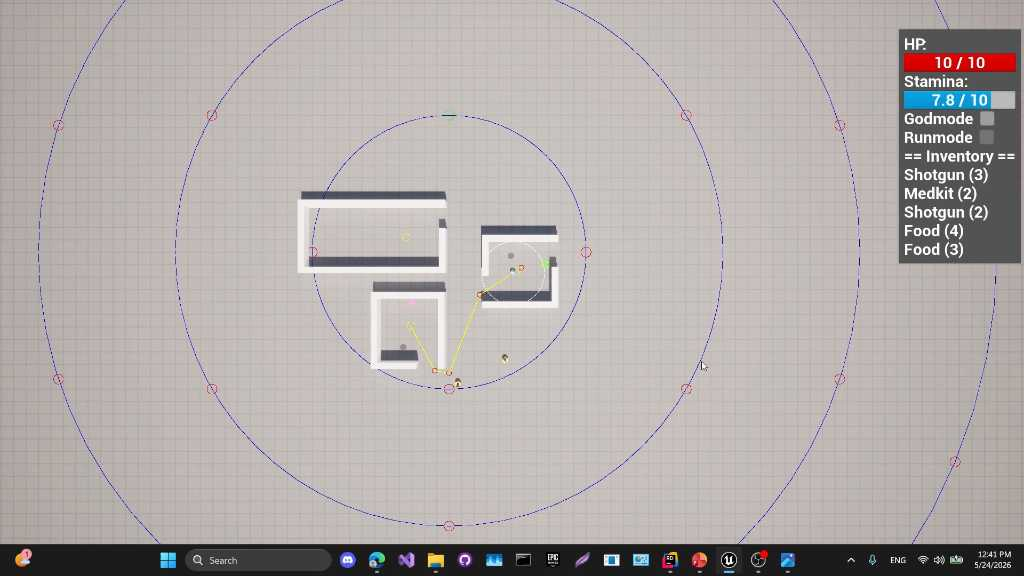 HP:
10 / 10
Stamina:
7.8 / 10
Godmode
Runmode
== Inventory ==
Shotgun (3)
Medkit (2)
Shotgun (2)
Food (4)
Food (3)
Search
ENG
12:41 PM
5/24/2026